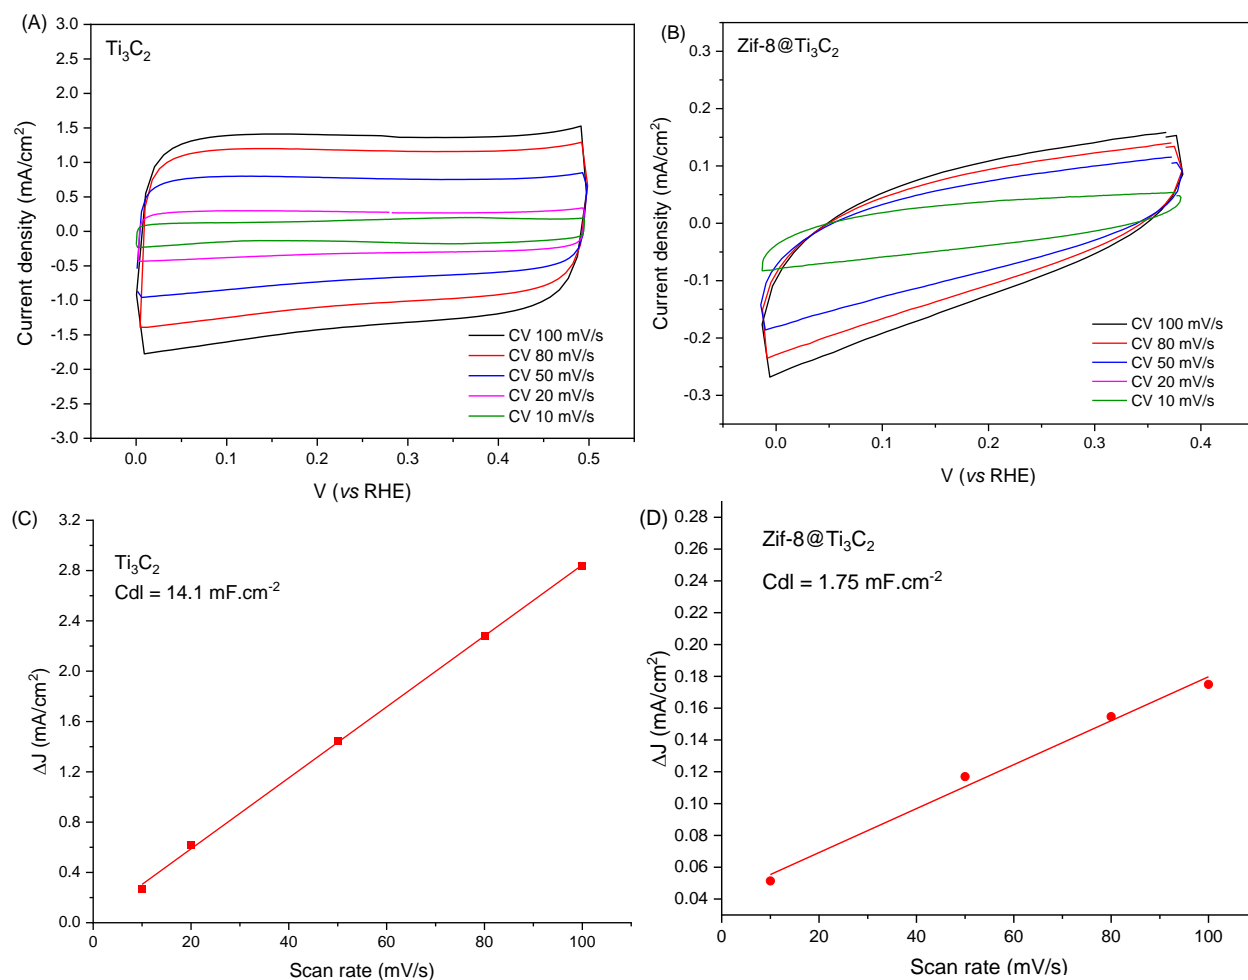 (A)
Ti₃C₂
3.0
2.5
2.0
1.5
1.0
0.5
0.0
-0.5
-1.0
-1.5
-2.0
-2.5
-3.0
Current density (mA/cm²)
CV 100 mV/s
CV 80 mV/s
CV 50 mV/s
CV 20 mV/s
CV 10 mV/s
0.0 0.1 0.2 0.3 0.4 0.5
V (vs RHE)
(B)
Zif-8@Ti₃C₂
0.3
0.2
0.1
0.0
-0.1
-0.2
-0.3
Current density (mA/cm²)
CV 100 mV/s
CV 80 mV/s
CV 50 mV/s
CV 20 mV/s
CV 10 mV/s
0.0 0.1 0.2 0.3 0.4
V (vs RHE)
(C)
Ti₃C₂
Cdl = 14.1 mF.cm⁻²
3.2
2.8
2.4
2.0
1.6
1.2
0.8
0.4
0.0
ΔJ (mA/cm²)
0 20 40 60 80 100
Scan rate (mV/s)
(D)
Zif-8@Ti₃C₂
Cdl = 1.75 mF.cm⁻²
0.28
0.26
0.24
0.22
0.20
0.18
0.16
0.14
0.12
0.10
0.08
0.06
0.04
ΔJ (mA/cm²)
0 20 40 60 80 100
Scan rate (mV/s)